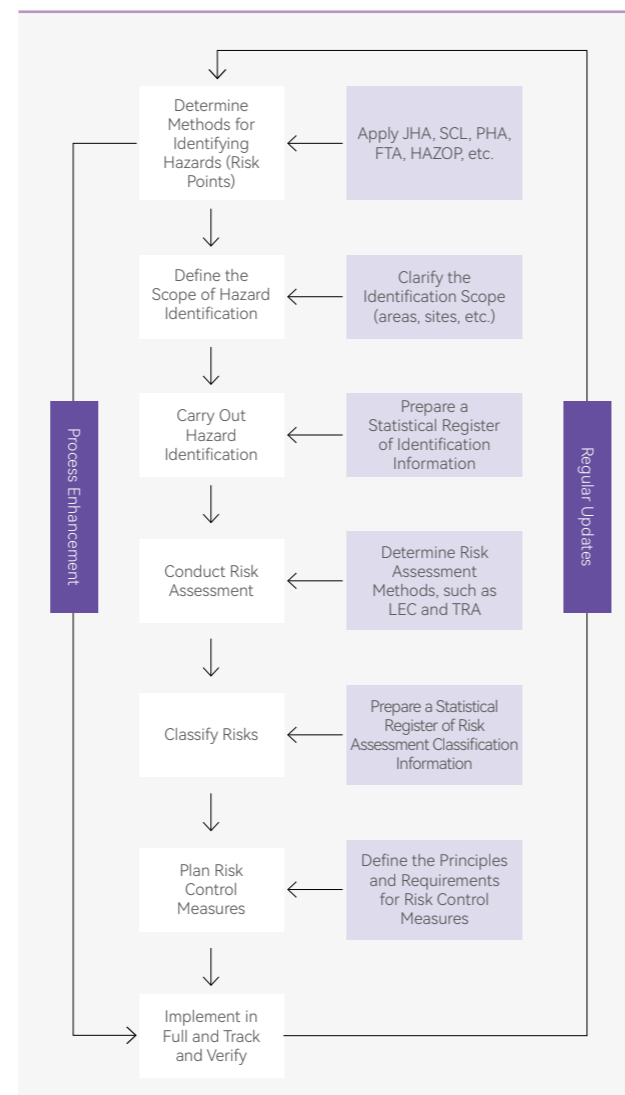 Determine
Methods for
Identifying
Hazards (Risk
Points)
Apply JHA, SCL, PHA,
FTA, HAZOP, etc.
Define the
Scope of Hazard
Identification
Clarify the
Identification Scope
(areas, sites, etc.)
Carry Out
Hazard
Identification
Prepare a
Statistical Register
of Identification
Information
Process Enhancement
Regular Updates
Conduct Risk
Assessment
Determine Risk
Assessment
Methods, such as
LEC and TRA
Classify Risks
Prepare a Statistical
Register of Risk
Assessment Classification
Information
Plan Risk
Control
Measures
Define the Principles
and Requirements
for Risk Control
Measures
Implement in
Full and Track
and Verify